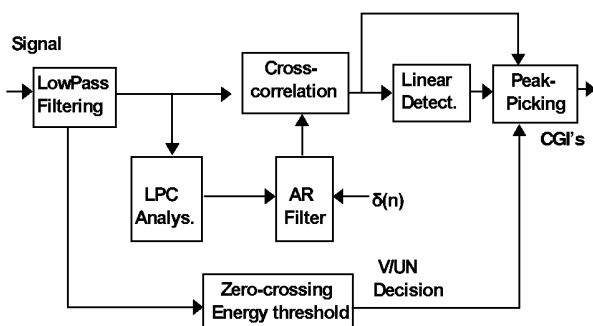 Signal
LowPass
Filtering
Cross-
correlation
Linear
Detect.
Peak-
Picking
CGI's
LPC
Analys.
AR
Filter
δ(n)
Zero-crossing
Energy threshold
V/UN
Decision